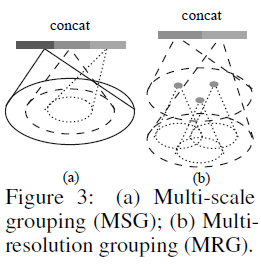 concat
concat
(a)
(b)
Figure 3: (a) Multi-scale
grouping (MSG); (b) Multi-
resolution grouping (MRG).